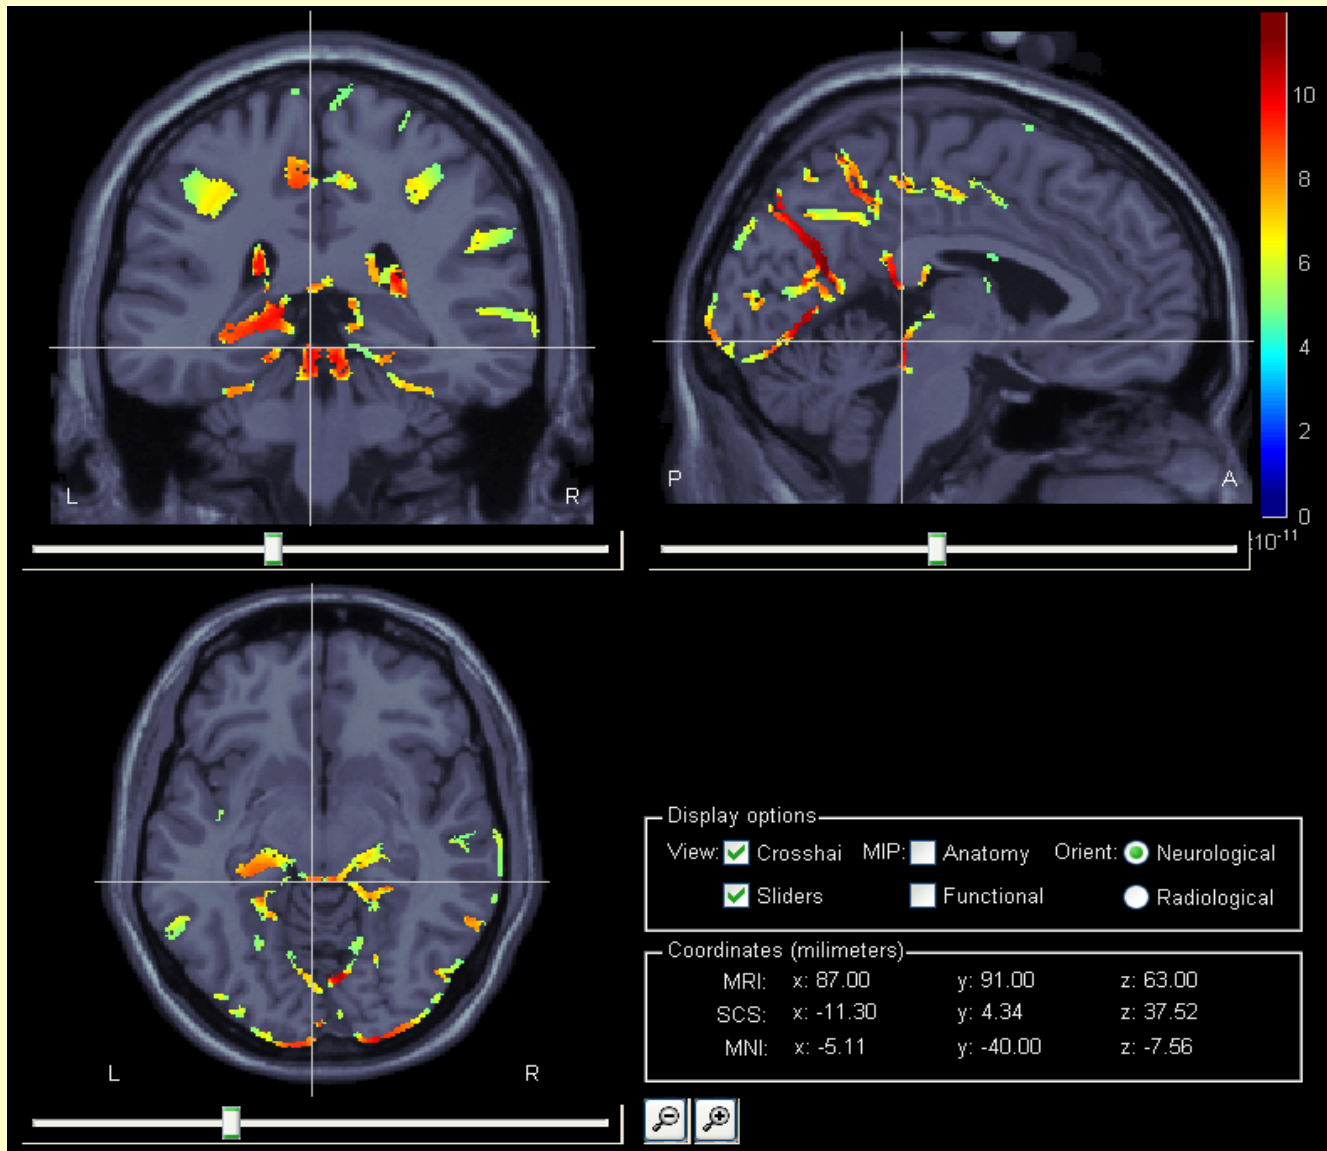 10
8
6
4
2
0
x10-11
L R
P A
L R
Display options
View: Crosshai MIP: Anatomy Orient: Neurological
Sliders Functional Radiological
Coordinates (milimeters)
MRI: x: 87.00 y: 91.00 z: 63.00
SCS: x: -11.30 y: 4.34 z: 37.52
MNI: x: -5.11 y: -40.00 z: -7.56